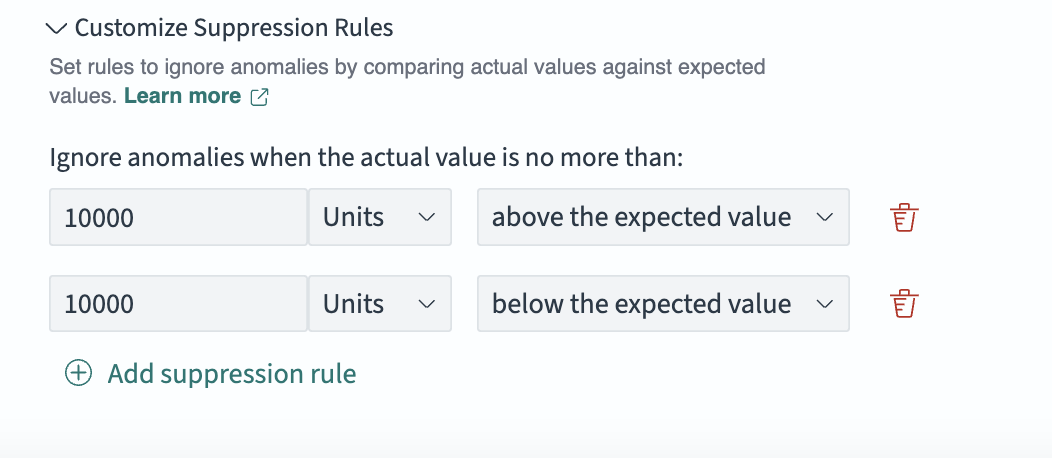 Customize Suppression Rules
Set rules to ignore anomalies by comparing actual values against expected
values. Learn more
Ignore anomalies when the actual value is no more than:
10000 Units above the expected value
10000 Units below the expected value
Add suppression rule